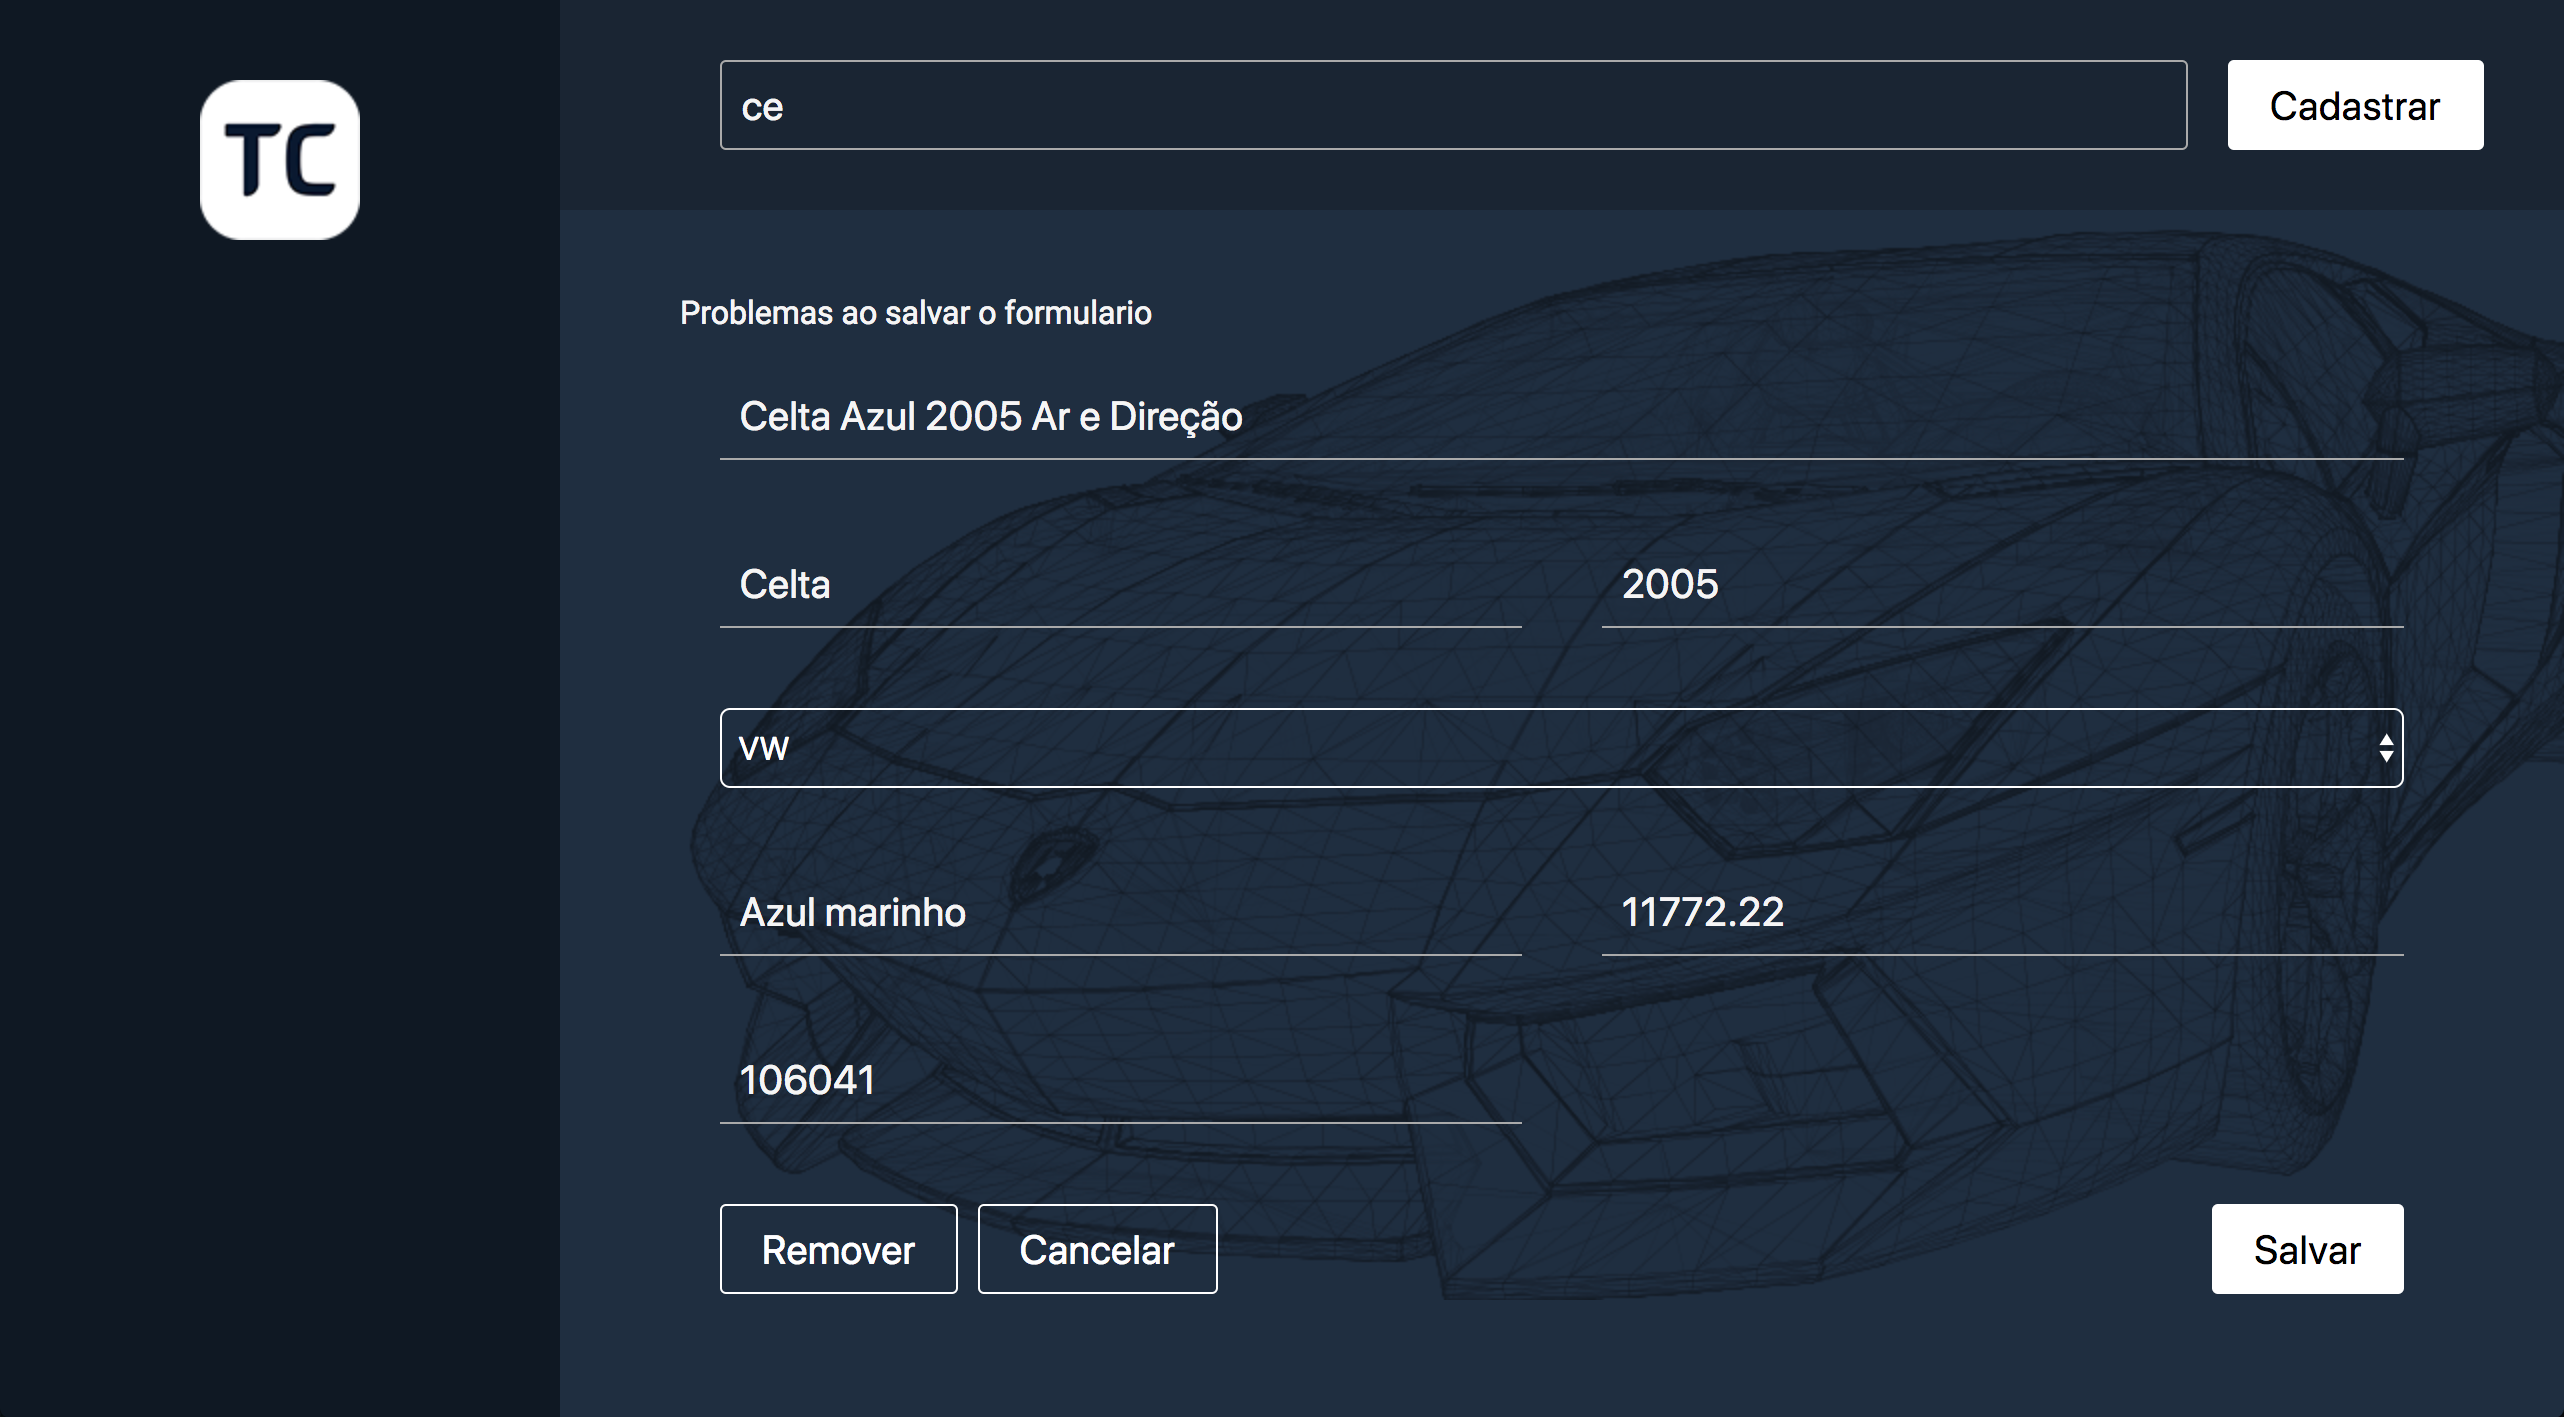 TC
ce
Cadastrar
Problemas ao salvar o formulario
Celta Azul 2005 Ar e Direção
Celta
2005
VW
Azul marinho
11772.22
106041
Remover
Cancelar
Salvar